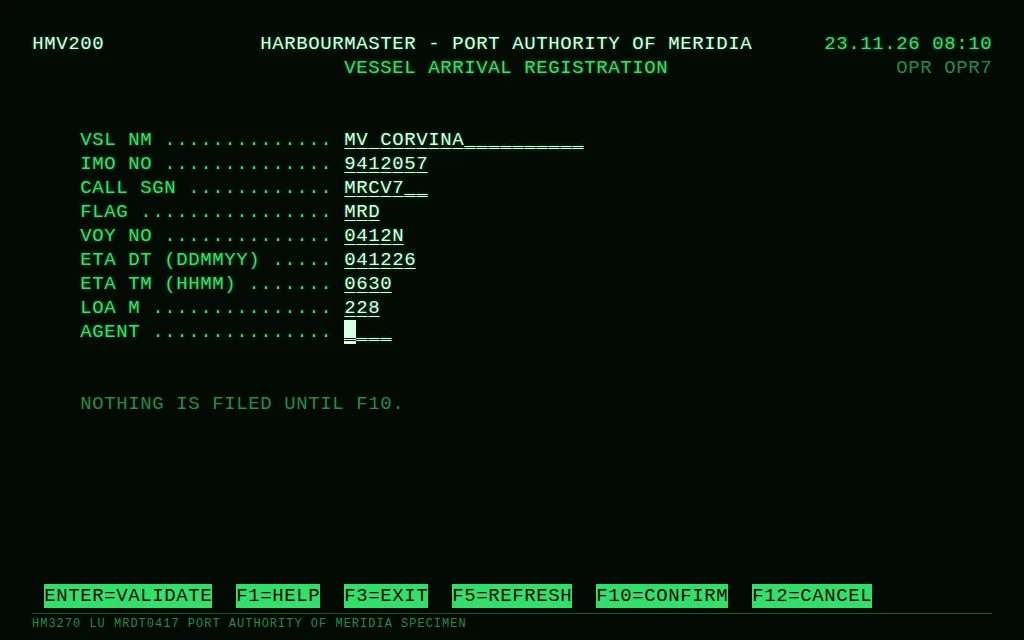 HMV200 HARBOURMASTER - PORT AUTHORITY OF MERIDIA 23.11.26 08:10
VESSEL ARRIVAL REGISTRATION OPR OPR7
VSL NM .............. MV CORVINA__________
IMO NO .............. 9412057
CALL SGN ............ MRCV7__
FLAG ................ MRD
VOY NO .............. 0412N
ETA DT (DDMMYY) ..... 041226
ETA TM (HHMM) ....... 0630
LOA M ............... 228
AGENT ............... ____
NOTHING IS FILED UNTIL F10.
ENTER=VALIDATE F1=HELP F3=EXIT F5=REFRESH F10=CONFIRM F12=CANCEL
HM3270 LU MRDT0417 PORT AUTHORITY OF MERIDIA SPECIMEN